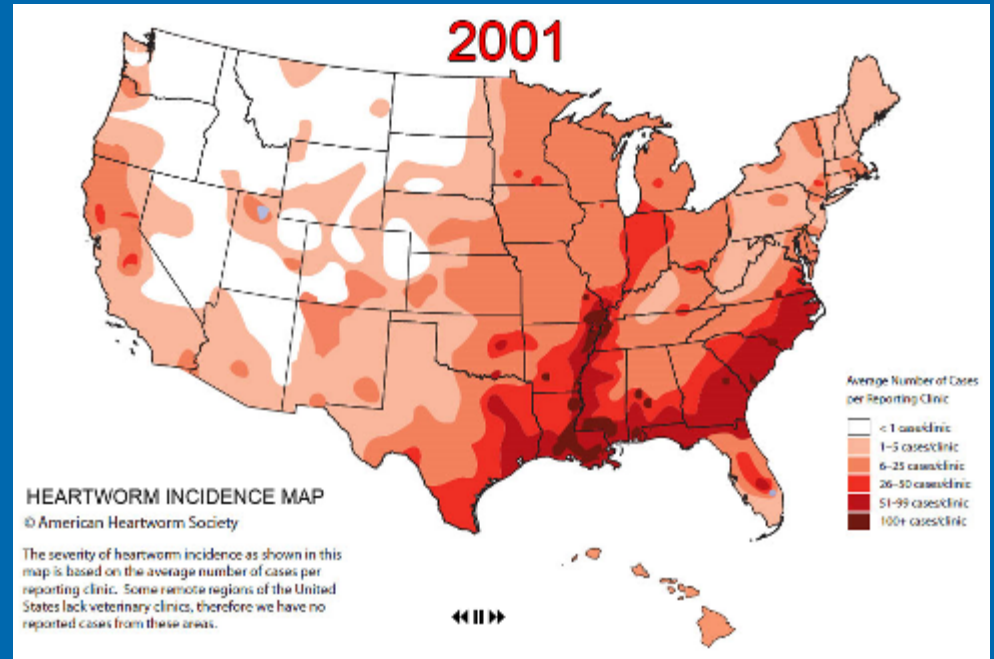 2001
Average Number of Cases
per Reporting Clinic
< 1 case/clinic
1–5 cases/clinic
6–25 cases/clinic
26–50 cases/clinic
51-99 cases/clinic
100+ cases/clinic
HEARTWORM INCIDENCE MAP
© American Heartworm Society
The severity of heartworm incidence as shown in this
map is based on the average number of cases per
reporting clinic. Some remote regions of the United
States lack veterinary clinics, therefore we have no
reported cases from these areas.